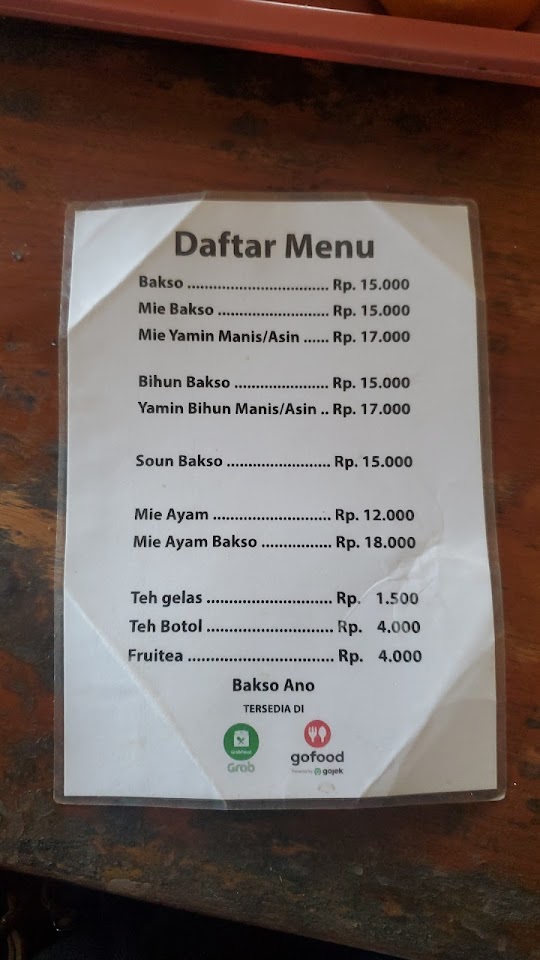 Daftar Menu
Bakso ................................ Rp. 15.000
Mie Bakso ......................... Rp. 15.000
Mie Yamin Manis/Asin ...... Rp. 17.000
Bihun Bakso ...................... Rp. 15.000
Yamin Bihun Manis/Asin .. Rp. 17.000
Soun Bakso ........................ Rp. 15.000
Mie Ayam ........................... Rp. 12.000
Mie Ayam Bakso ................ Rp. 18.000
Teh gelas ............................. Rp. 1.500
Teh Botol ............................. Rp. 4.000
Fruitea .................................. Rp. 4.000
Bakso Ano
TERSEDIA DI
Grab
gofood
gojek